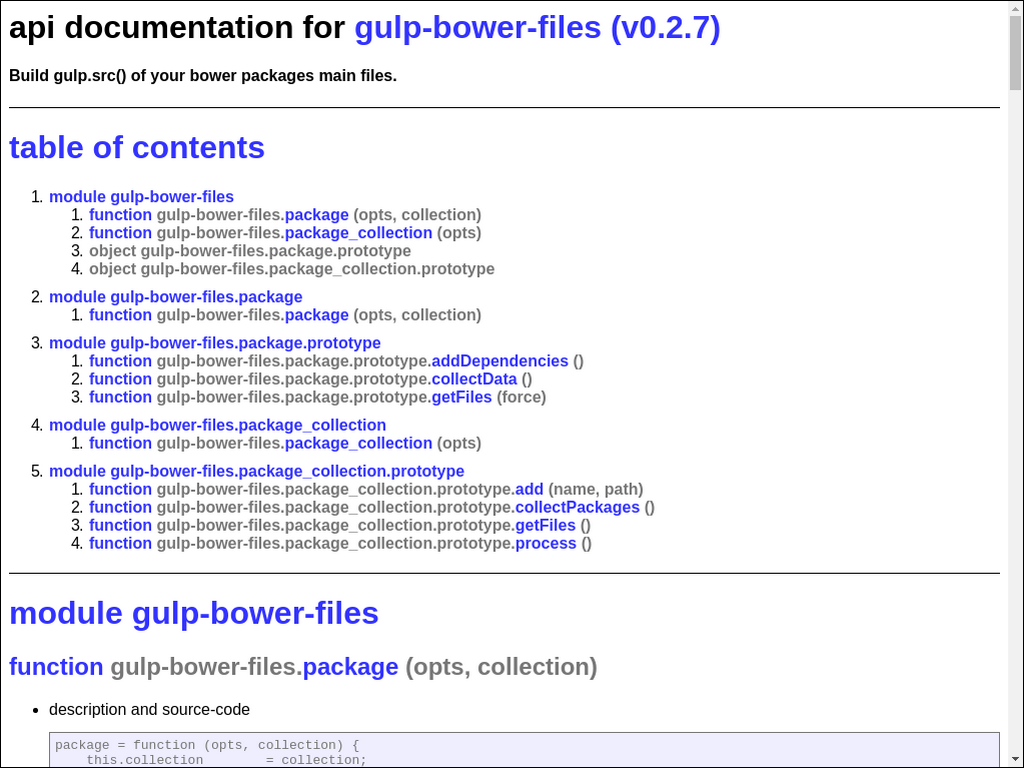 api documentation for gulp-bower-files (v0.2.7)
Build gulp.src() of your bower packages main files.
table of contents
1. module gulp-bower-files
1. function gulp-bower-files.package (opts, collection)
2. function gulp-bower-files.package_collection (opts)
3. object gulp-bower-files.package.prototype
4. object gulp-bower-files.package_collection.prototype
2. module gulp-bower-files.package
1. function gulp-bower-files.package (opts, collection)
3. module gulp-bower-files.package.prototype
1. function gulp-bower-files.package.prototype.addDependencies ()
2. function gulp-bower-files.package.prototype.collectData ()
3. function gulp-bower-files.package.prototype.getFiles (force)
4. module gulp-bower-files.package_collection
1. function gulp-bower-files.package_collection (opts)
5. module gulp-bower-files.package_collection.prototype
1. function gulp-bower-files.package_collection.prototype.add (name, path)
2. function gulp-bower-files.package_collection.prototype.collectPackages ()
3. function gulp-bower-files.package_collection.prototype.getFiles ()
4. function gulp-bower-files.package_collection.prototype.process ()
module gulp-bower-files
function gulp-bower-files.package (opts, collection)
• description and source-code
package = function (opts, collection) {
this.collection        = collection;